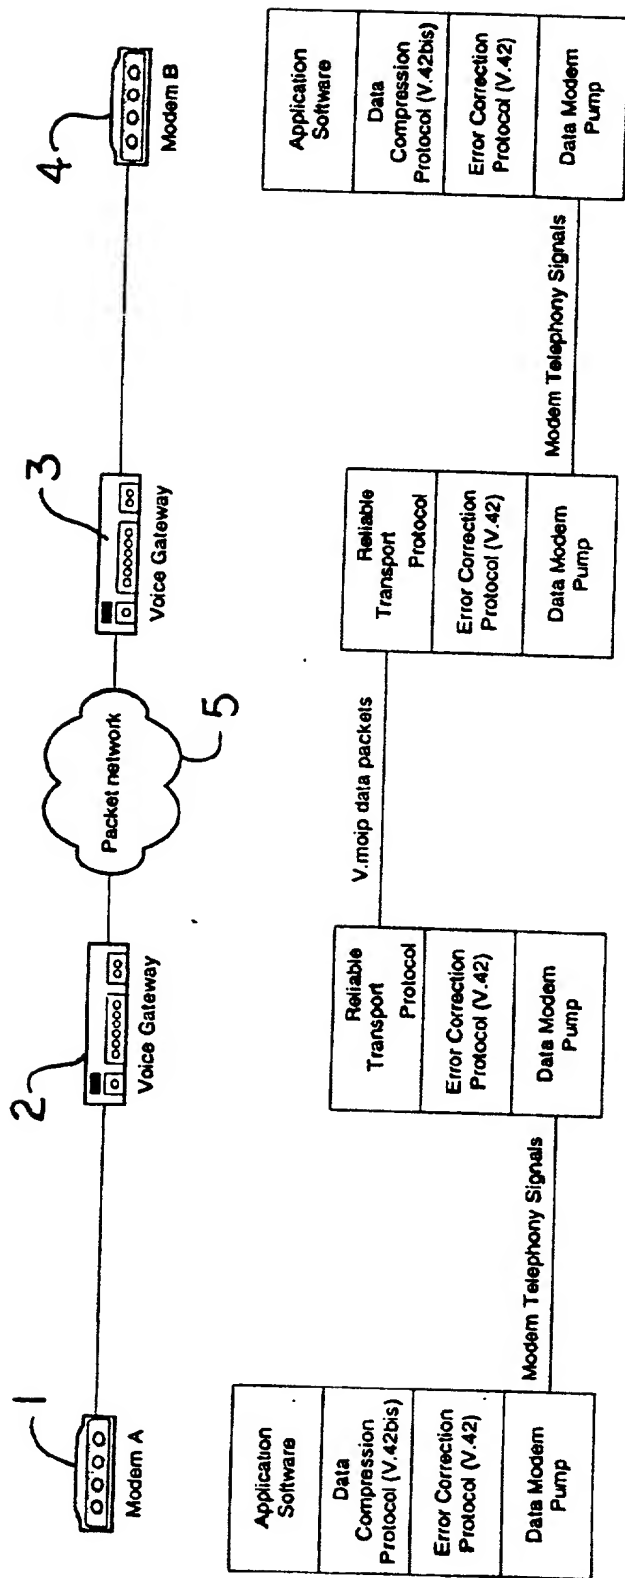 1
2
3
4
5
Modem A
Voice Gateway
Packet network
Voice Gateway
Modem B
Application
Software
Data
Compression
Protocol (V.42bis)
Error Correction
Protocol (V.42)
Data Modem
Pump
Modem Telephony Signals
Reliable
Transport
Protocol
Error Correction
Protocol (V.42)
Data Modem
Pump
V.moip data packets
Reliable
Transport
Protocol
Error Correction
Protocol (V.42)
Data Modem
Pump
Modem Telephony Signals
Application
Software
Data
Compression
Protocol (V.42bis)
Error Correction
Protocol (V.42)
Data Modem
Pump